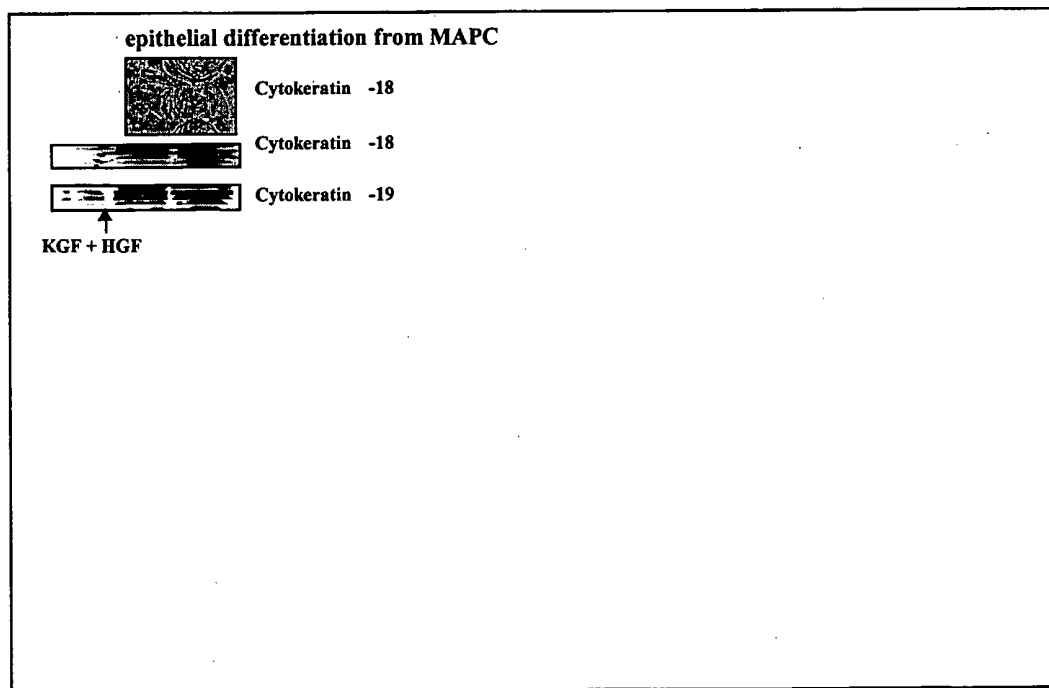 epithelial differentiation from MAPC
Cytokeratin -18
Cytokeratin -18
Cytokeratin -19
KGF + HGF